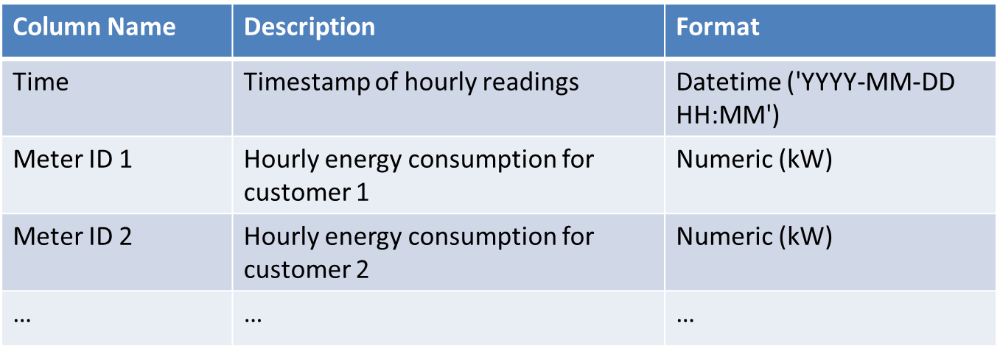 Column Name Description Format
Time Timestamp of hourly readings Datetime ('YYYY-MM-DD
HH:MM')
Meter ID 1 Hourly energy consumption for Numeric (kW)
customer 1
Meter ID 2 Hourly energy consumption for Numeric (kW)
customer 2
... ... ...